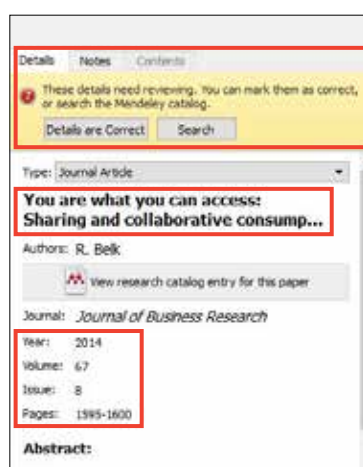 Details Notes Contents
These details need reviewing. You can mark them as correct,
or search the Mendeley catalog.
Details are Correct Search
Type: Journal Article
You are what you can access:
Sharing and collaborative consump...
Authors: R. Belk
View research catalog entry for this paper
Journal: Journal of Business Research
Year: 2014
Volume: 67
Issue: 8
Pages: 1595-1600
Abstract: